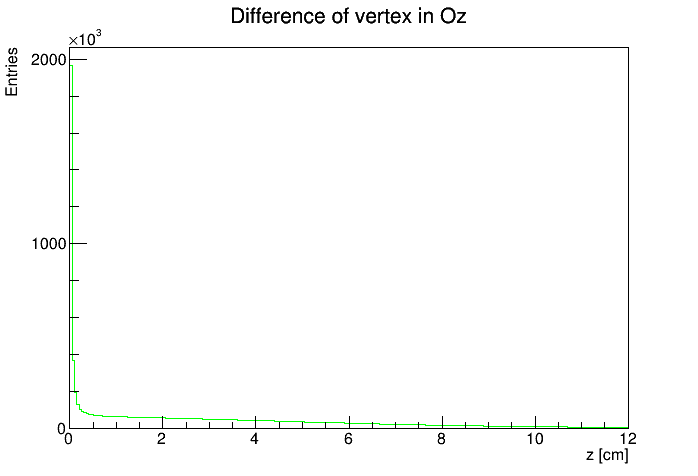 Difference of vertex in Oz
×10³
Entries
2000
1000
0
0 2 4 6 8 10 12
z [cm]